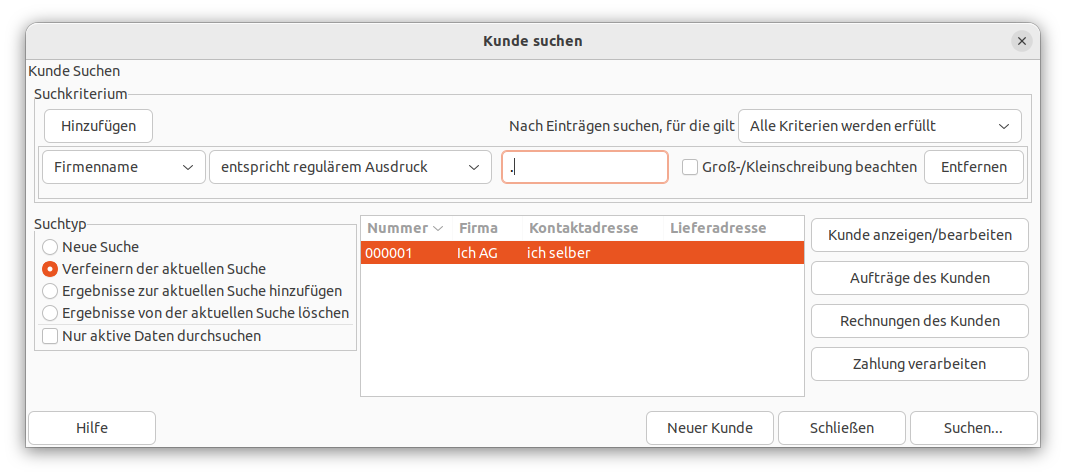 Kunde suchen
Kunde Suchen
Suchkriterium
Hinzufügen Nach Einträgen suchen, für die gilt Alle Kriterien werden erfüllt
Firmenname entspricht regulärem Ausdruck . Groß-/Kleinschreibung beachten Entfernen
Suchtyp
Neue Suche
Verfeinern der aktuellen Suche
Ergebnisse zur aktuellen Suche hinzufügen
Ergebnisse von der aktuellen Suche löschen
Nur aktive Daten durchsuchen
Nummer Firma Kontaktadresse Lieferadresse
000001 Ich AG ich selber
Kunde anzeigen/bearbeiten
Aufträge des Kunden
Rechnungen des Kunden
Zahlung verarbeiten
Hilfe Neuer Kunde Schließen Suchen...